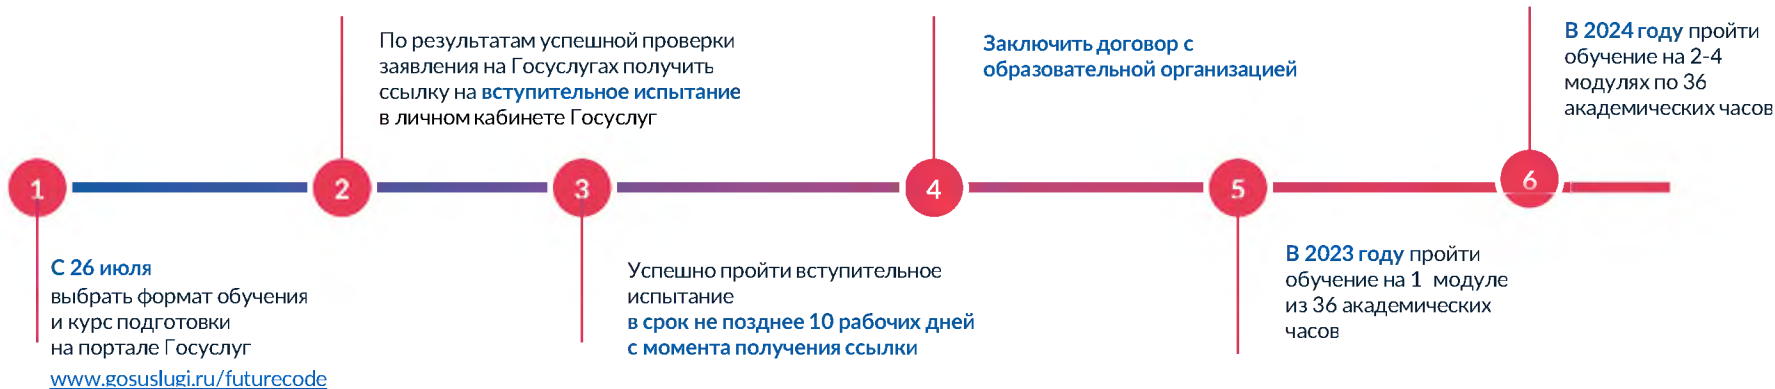 1
С 26 июля
выбрать формат обучения
и курс подготовки
на портале Госуслуг
www.gosuslugi.ru/futurecode
2
По результатам успешной проверки
заявления на Госуслугах получить
ссылку на вступительное испытание
в личном кабинете Госуслуг
3
Успешно пройти вступительное
испытание
в срок не позднее 10 рабочих дней
с момента получения ссылки
4
Заключить договор с
образовательной организацией
5
В 2023 году пройти
обучение на 1 модуле
из 36 академических
часов
6
В 2024 году пройти
обучение на 2-4
модулях по 36
академических часов